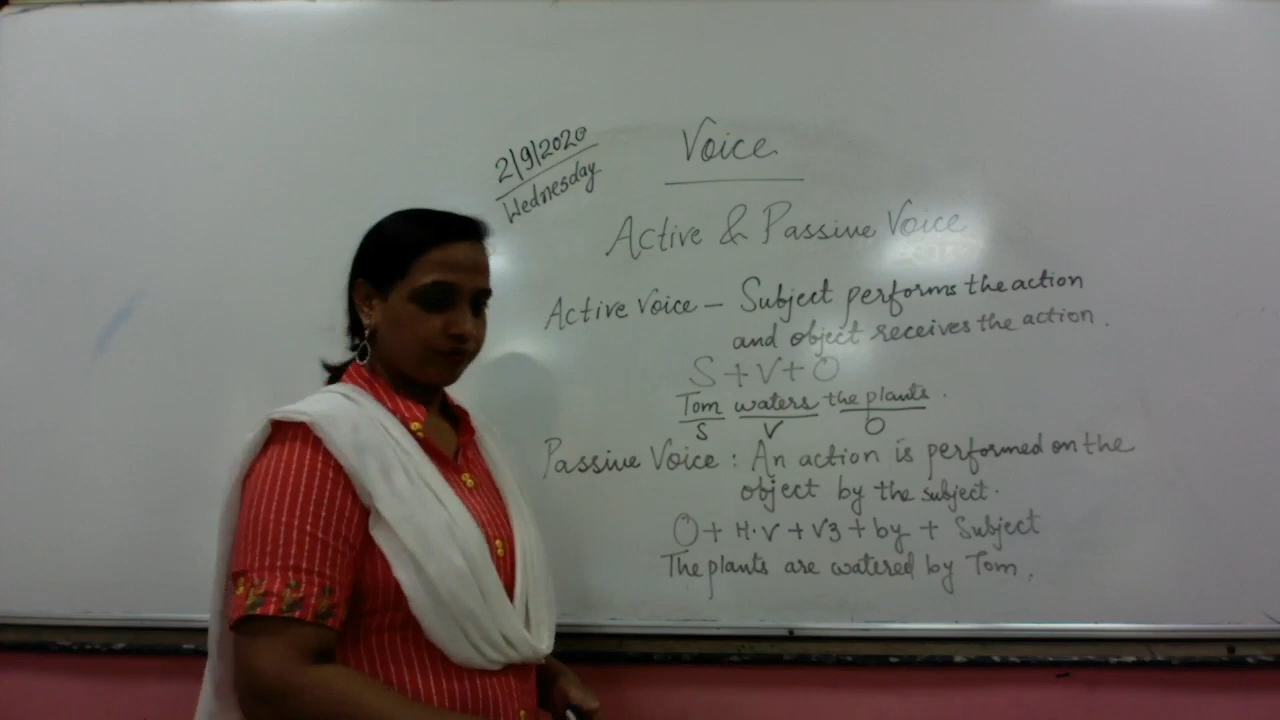 2/9/2020
Wednesday
Voice
Active & Passive Voice
Active Voice – Subject performs the action
and object receives the action.
S + V + O
Tom waters the plants.
S V O
Passive Voice : An action is performed on the
object by the subject.
O + H.V + V3 + by + Subject
The plants are watered by Tom.